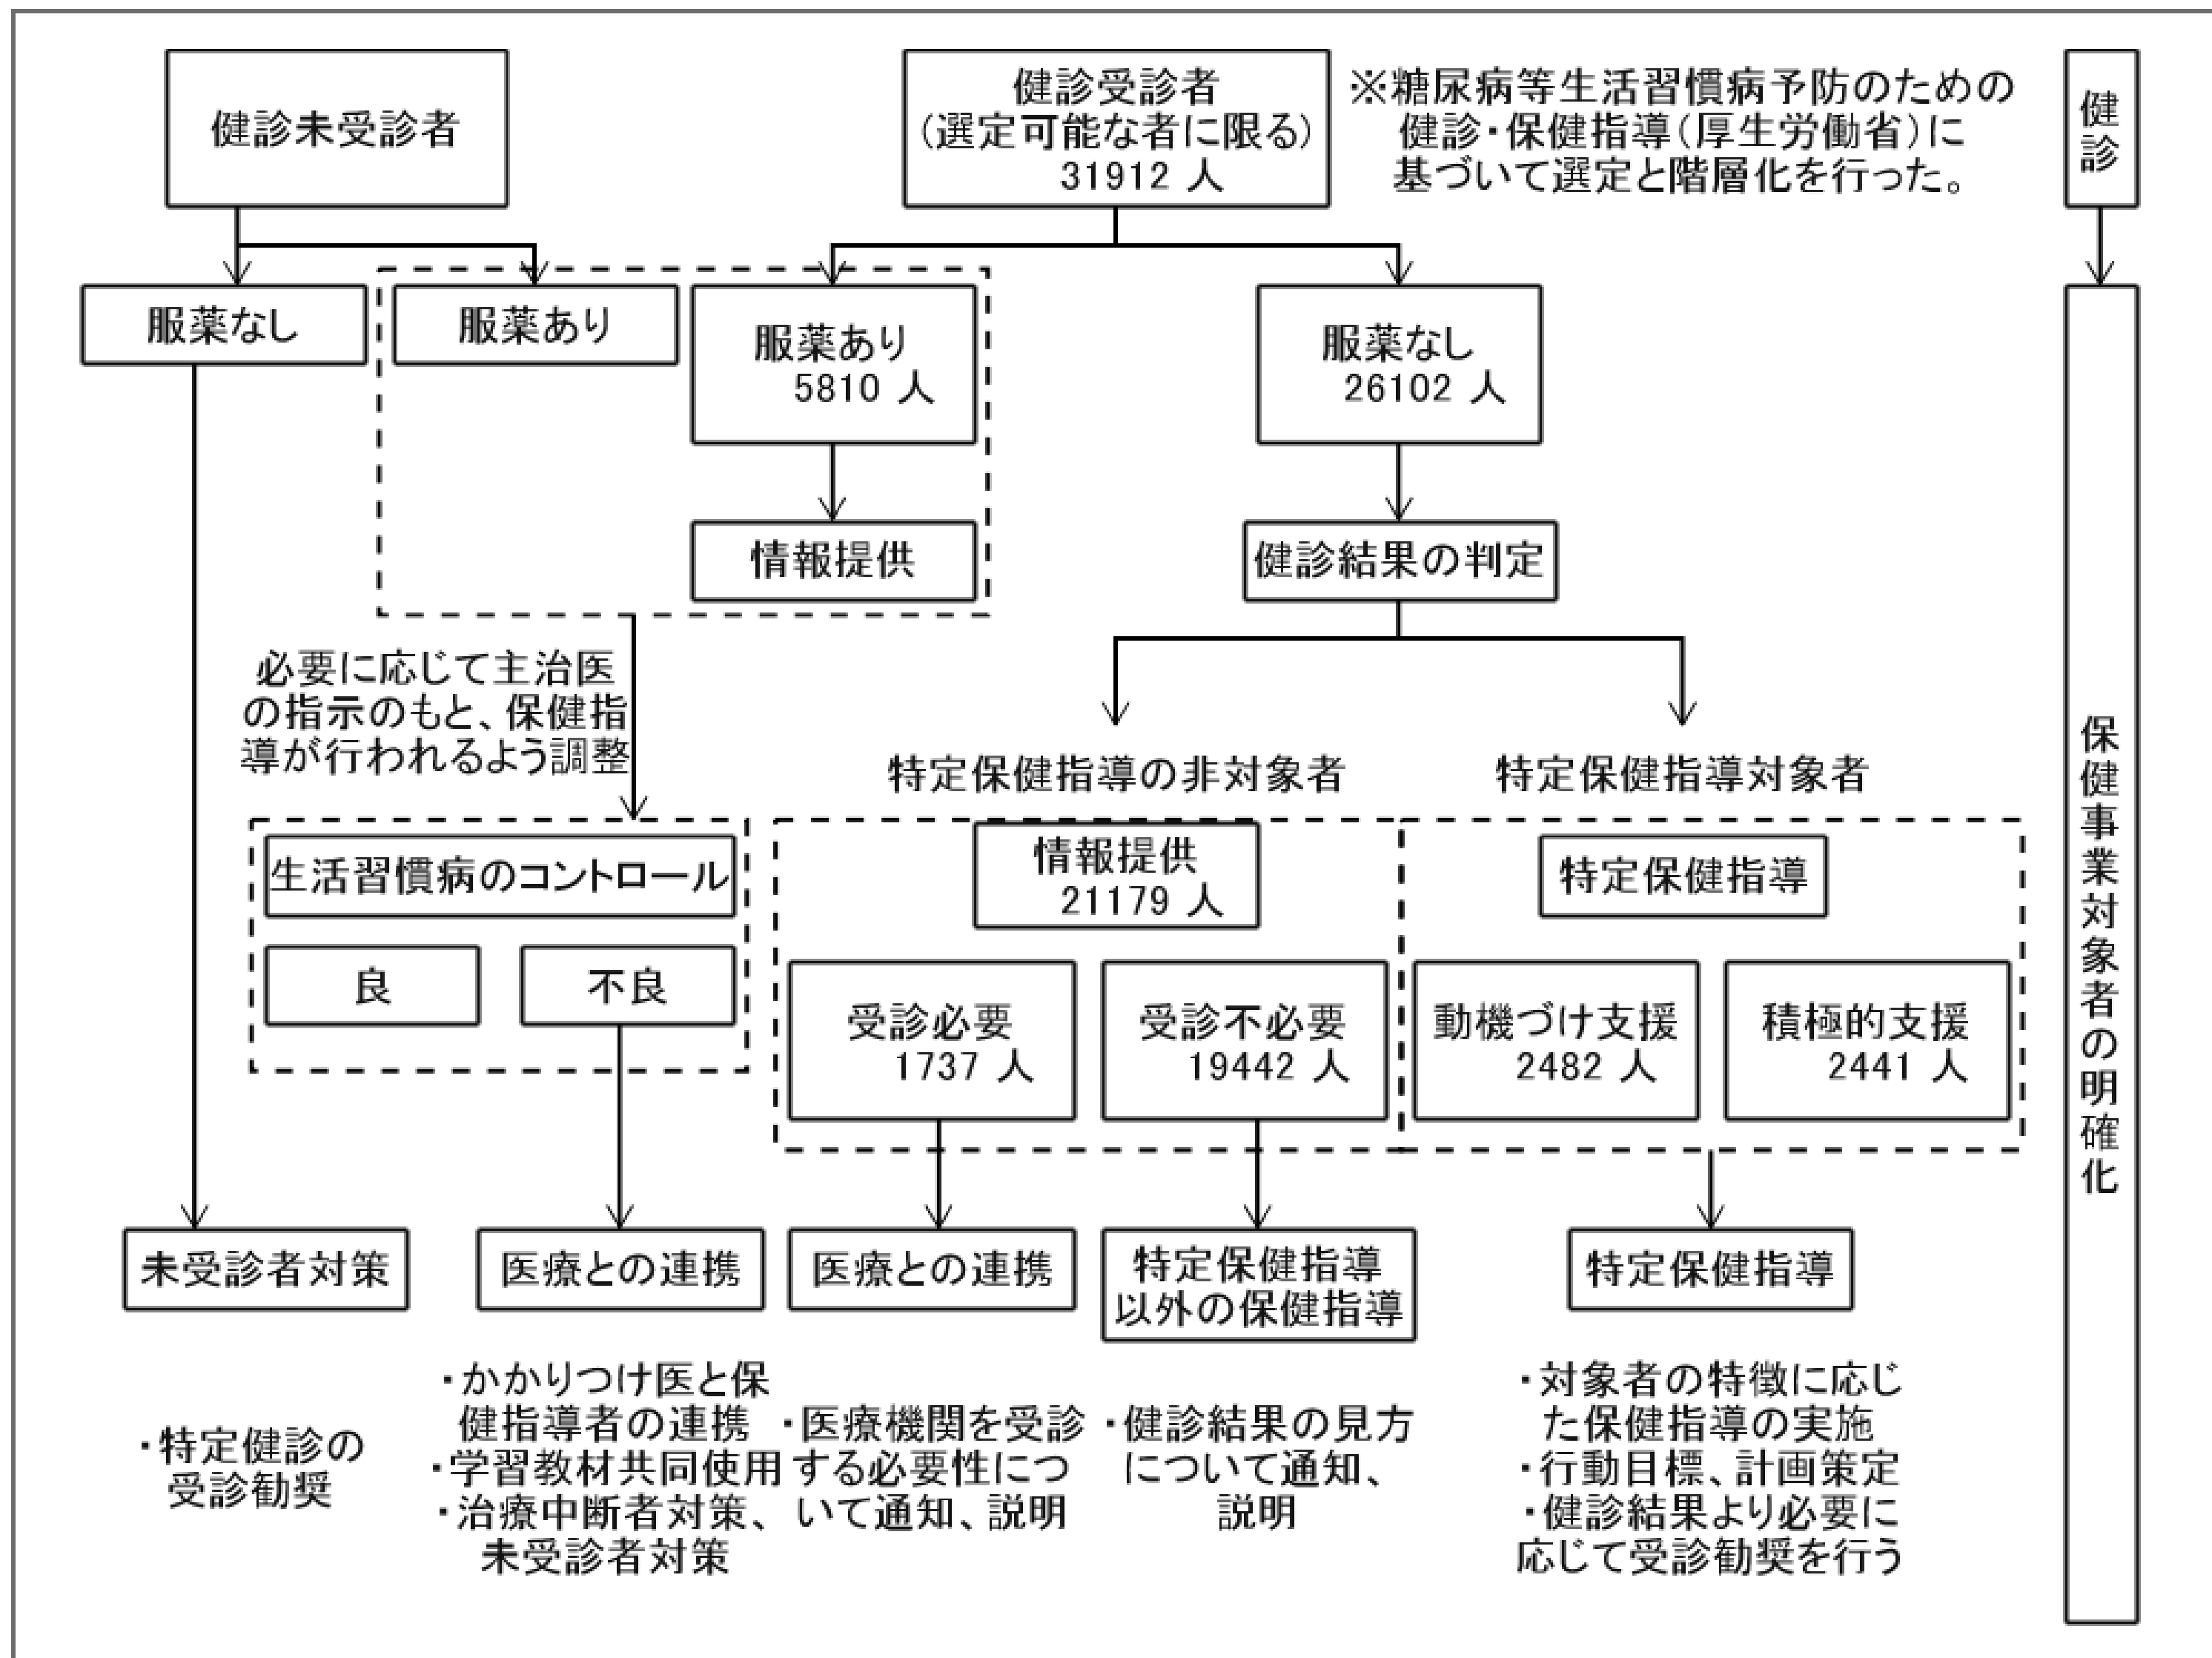 健診未受診者
健診受診者
(選定可能な者に限る)
31912 人
※糖尿病等生活習慣病予防のための
健診・保健指導(厚生労働省)に
基づいて選定と階層化を行った。
健診
服薬なし
服薬あり
服薬あり
5810 人
服薬なし
26102 人
情報提供
健診結果の判定
必要に応じて主治医
の指示のもと、保健指
導が行われるよう調整
特定保健指導の非対象者
特定保健指導対象者
保健事業対象者の明確化
生活習慣病のコントロール
良
不良
情報提供
21179 人
特定保健指導
受診必要
1737 人
受診不必要
19442 人
動機づけ支援
2482 人
積極的支援
2441 人
未受診者対策
医療との連携
医療との連携
特定保健指導
以外の保健指導
特定保健指導
・特定健診の
受診勧奨
・かかりつけ医と保
健指導者の連携
・学習教材共同使用
・治療中断者対策、
未受診者対策
・医療機関を受診
する必要性につ
いて通知、説明
・健診結果の見方
について通知、
説明
・対象者の特徴に応じ
た保健指導の実施
・行動目標、計画策定
・健診結果より必要に
応じて受診勧奨を行う